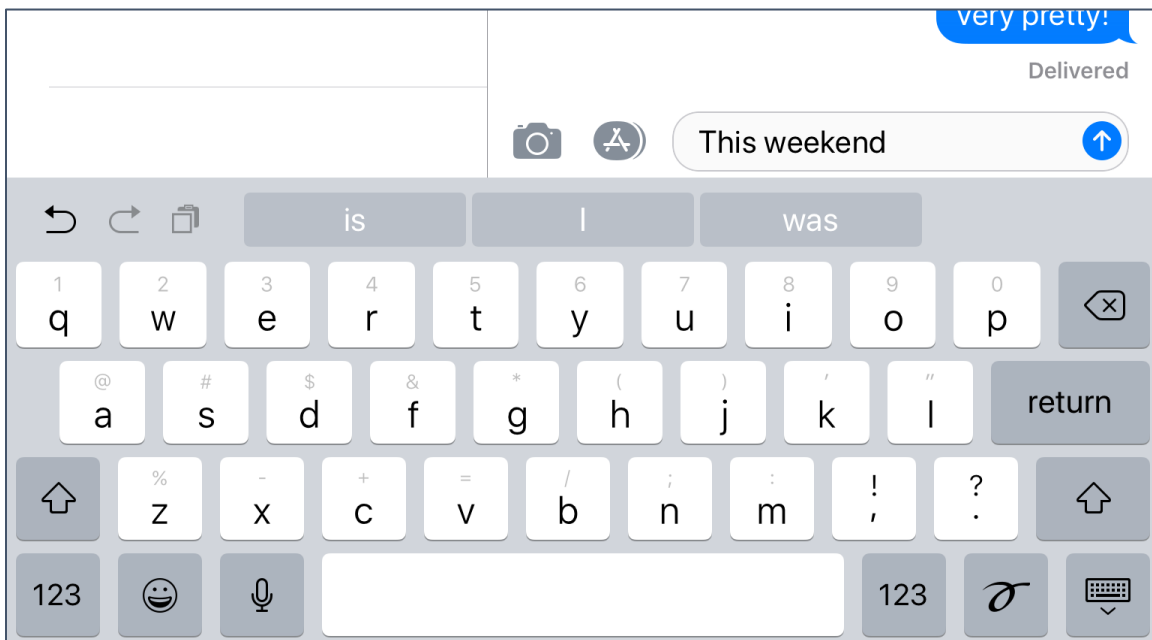 very pretty!
Delivered
This weekend
is I was
1 2 3 4 5 6 7 8 9 0
q w e r t y u i o p
@ # $ & * ( ) ' "
a s d f g h j k l return
% - + = / ; : ! ?
z x c v b n m , .
123 123